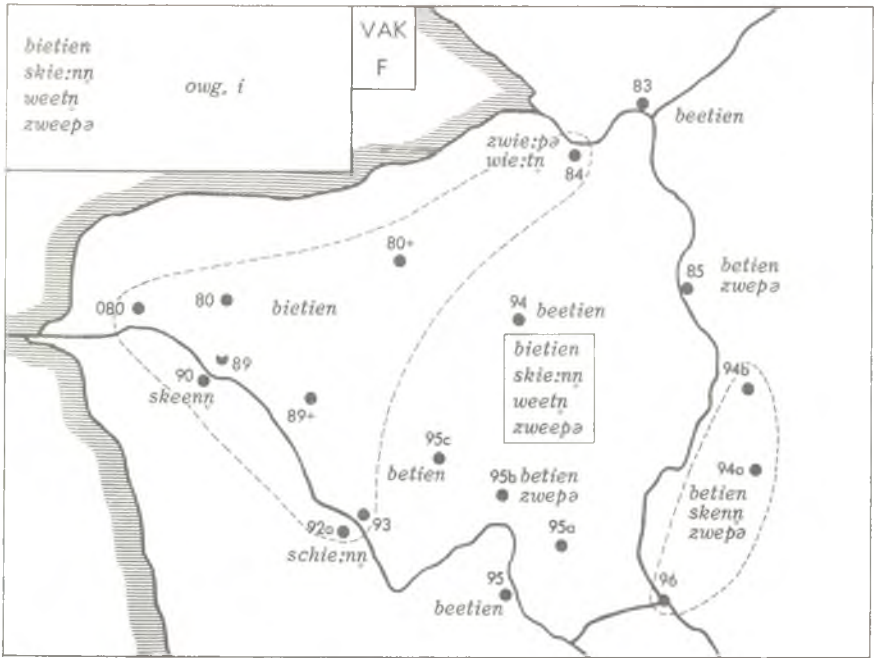 bietien
skie:nn̥
weetn̥
zweepə
owg. i
VAK
F
83
beetien
zwie:pə
wie:tn̥
84
80+
85
betien
zwepə
080
80
bietien
94
beetien
bietien
skie:nn̥
weetn̥
zweepə
89
90
skeenn̥
89+
94b
95c
betien
95b
betien
zwepə
94a
betien
skenn̥
zwepə
92a
93
schie:nn̥
95a
95
beetien
96